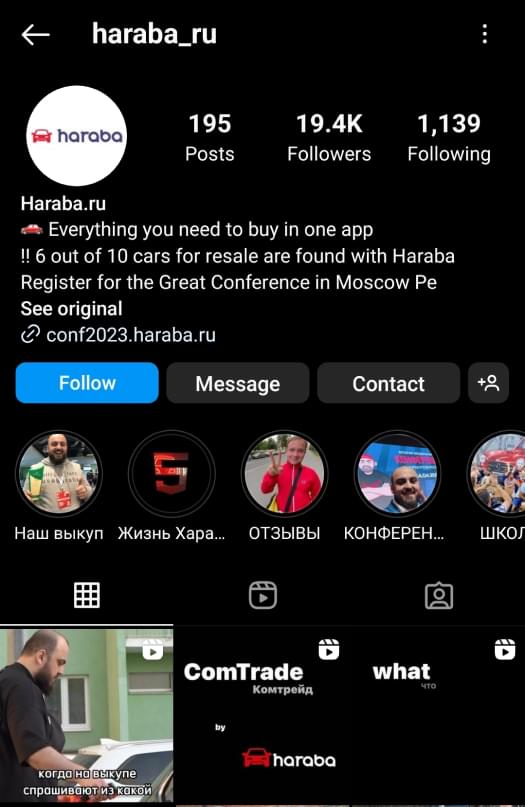 haraba_ru
haraba
195
Posts
19.4K
Followers
1,139
Following
Haraba.ru
🚗 Everything you need to buy in one app
!! 6 out of 10 cars for resale are found with Haraba
Register for the Great Conference in Moscow Pe
See original
conf2023.haraba.ru
Follow
Message
Contact
Наш выкуп
Жизнь Хара...
ОТЗЫВЫ
КОНФЕРЕН...
ШКОЛ
когда на выкупе
спрашивают из какой
ComTrade
Комтрейд
by
haraba
what
что